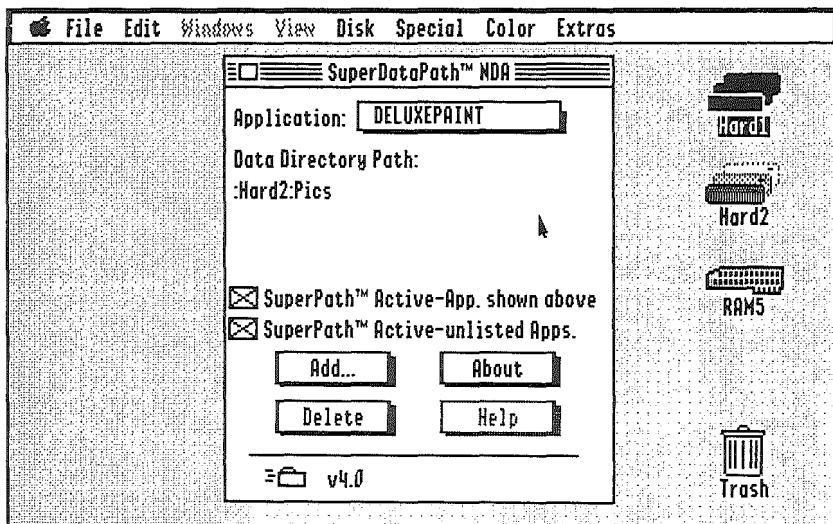 File Edit Windows View Disk Special Color Extras
SuperDataPath™ NDA
Application: DELUXEPAINT
Data Directory Path:
:Hard2:Pics
SuperPath™ Active-App. shown above
SuperPath™ Active-unlisted Apps.
Add... About
Delete Help
v4.0
Hard1
Hard2
RAM5
Trash